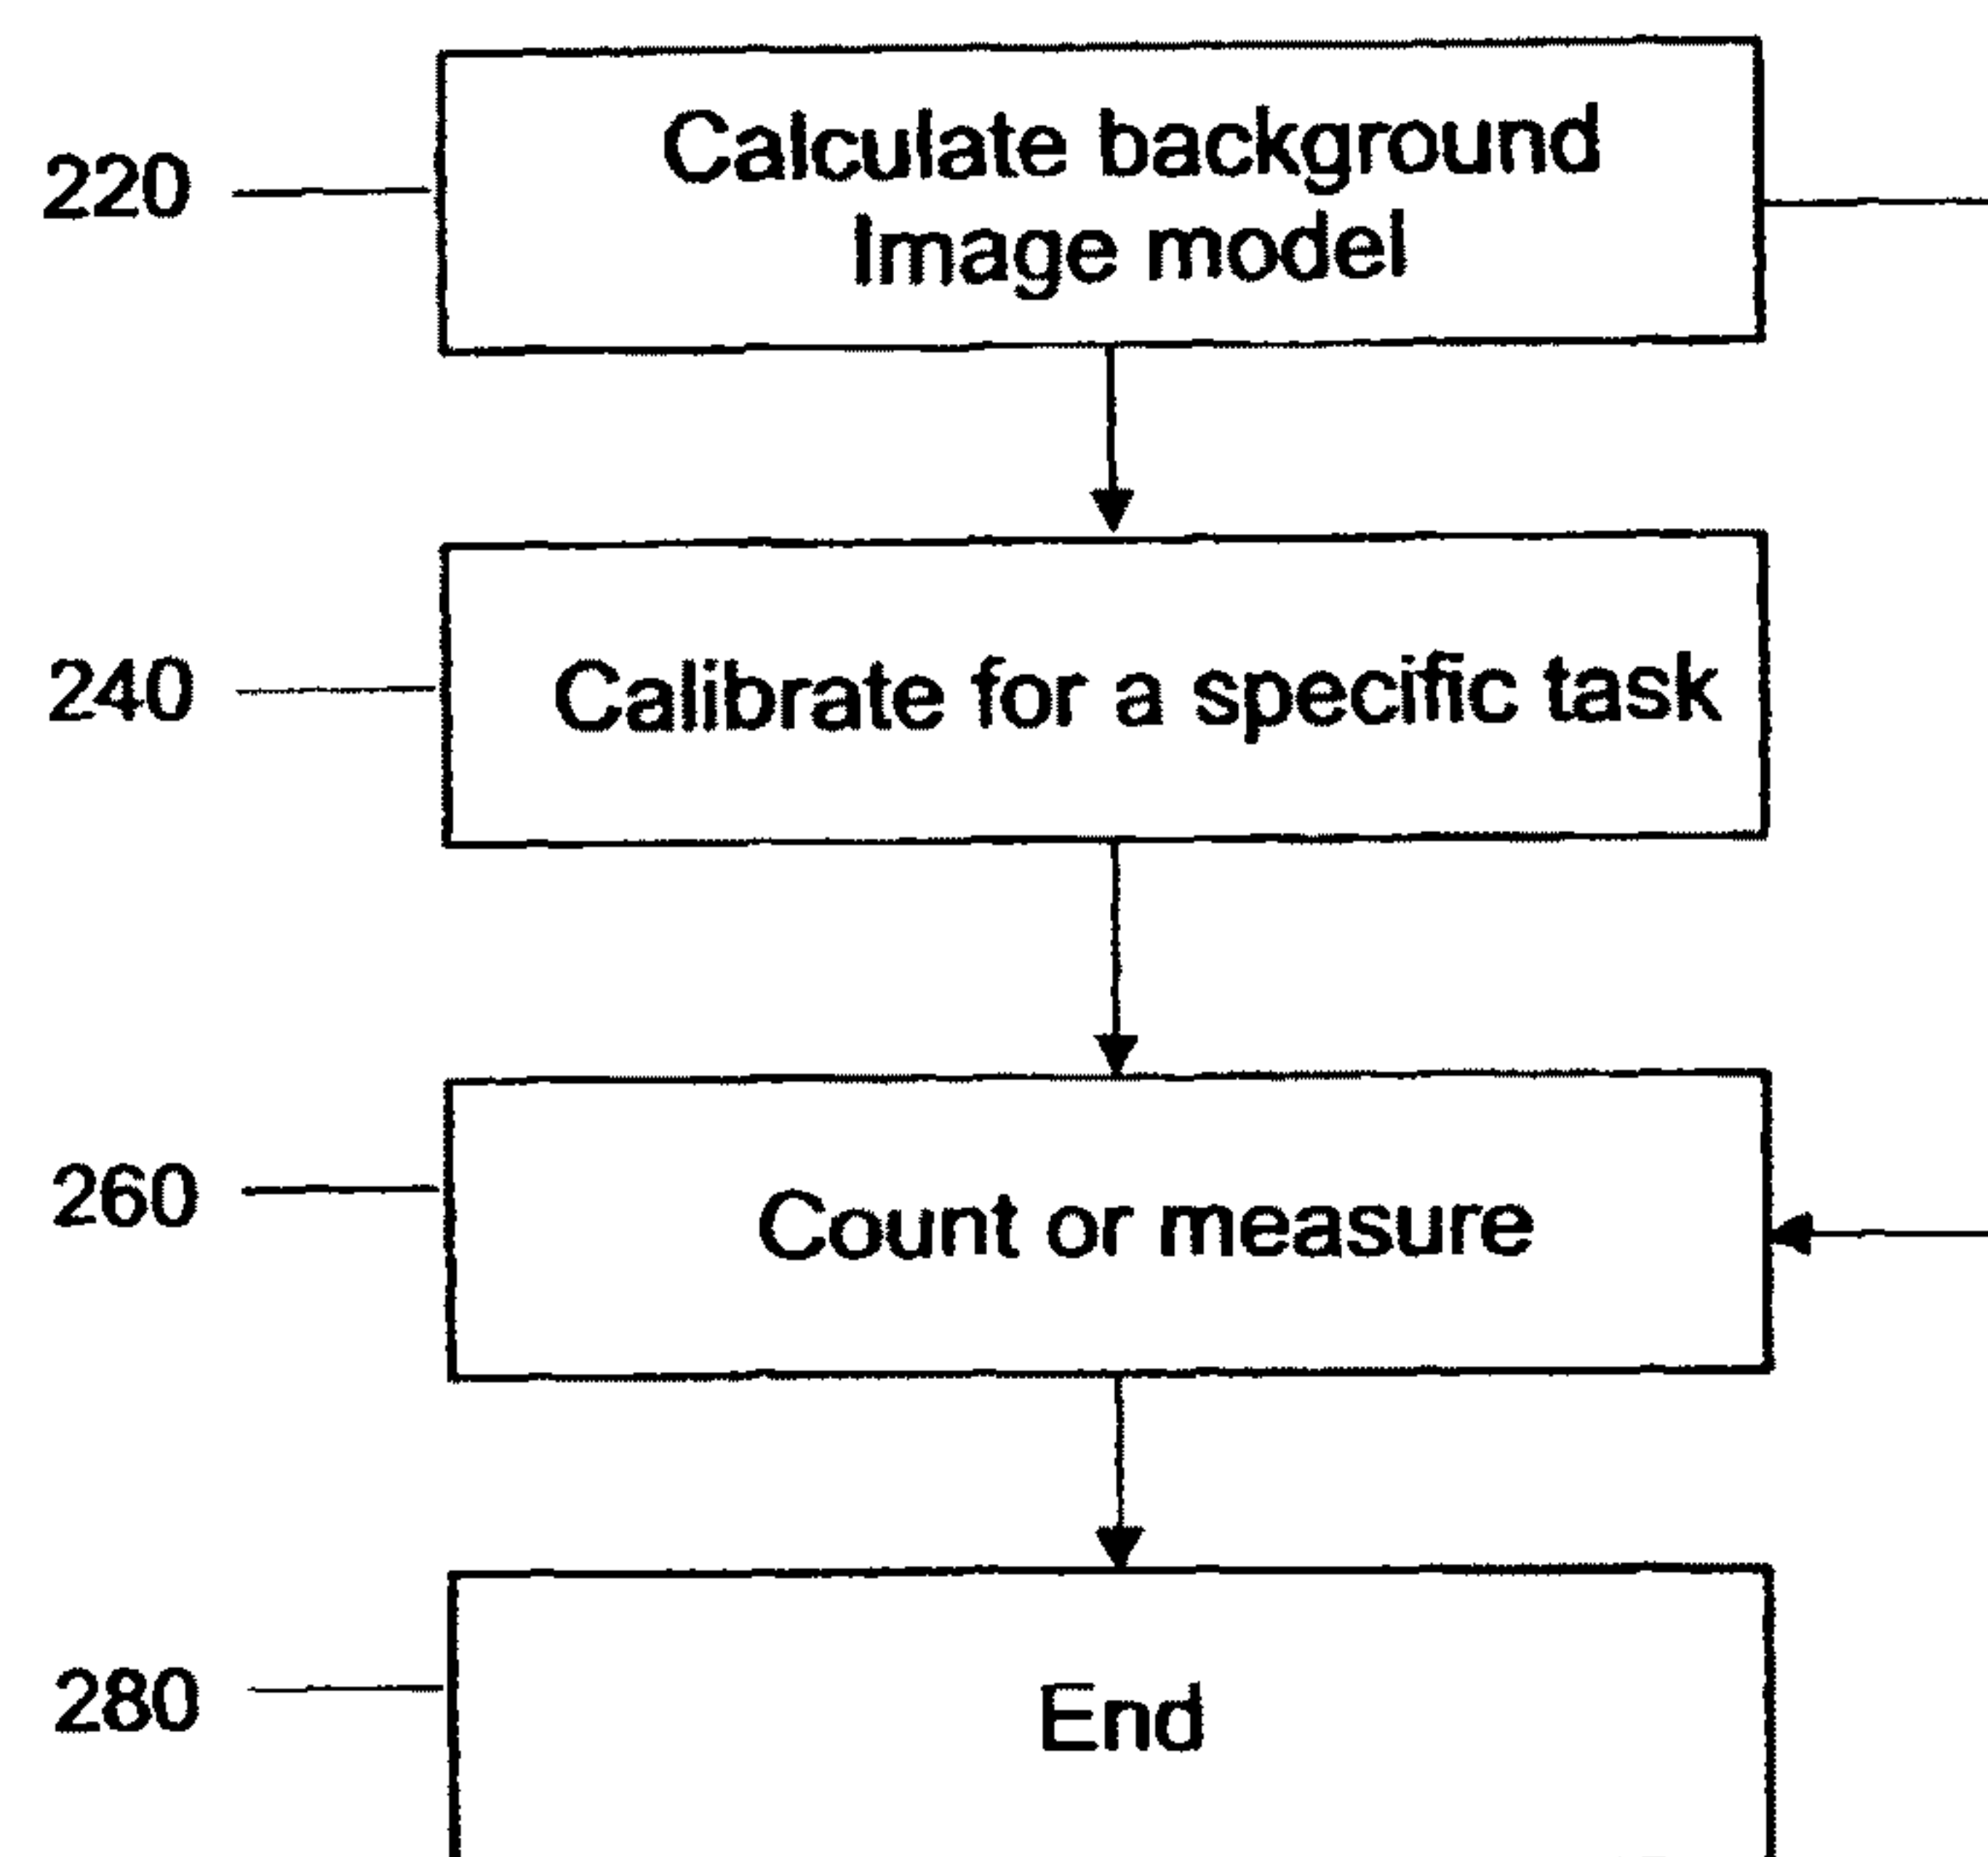 220
Calculate background
Image model
240
Calibrate for a specific task
260
Count or measure
280
End